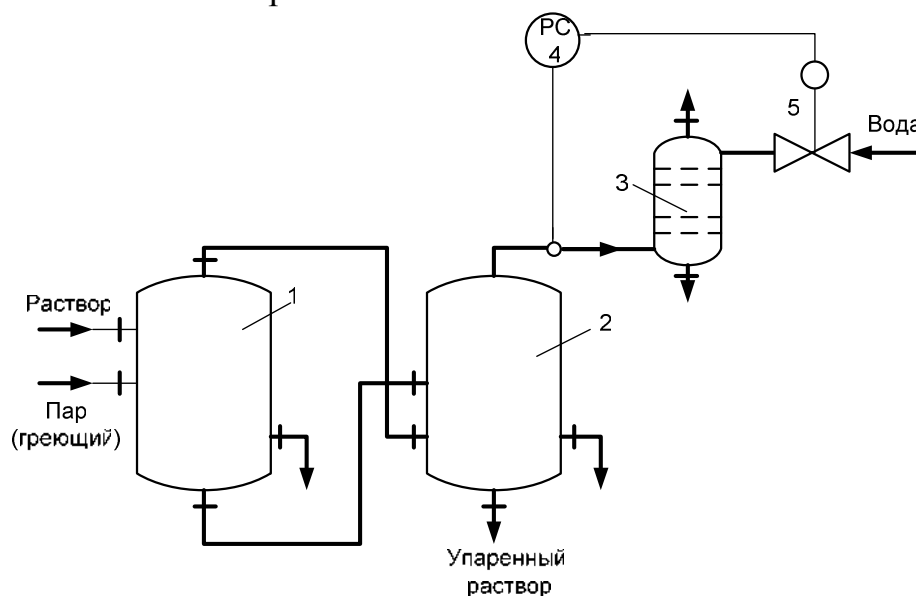 PC
4
5
Вода
3
Раствор
1
2
Пар
(греющий)
Упаренный
раствор